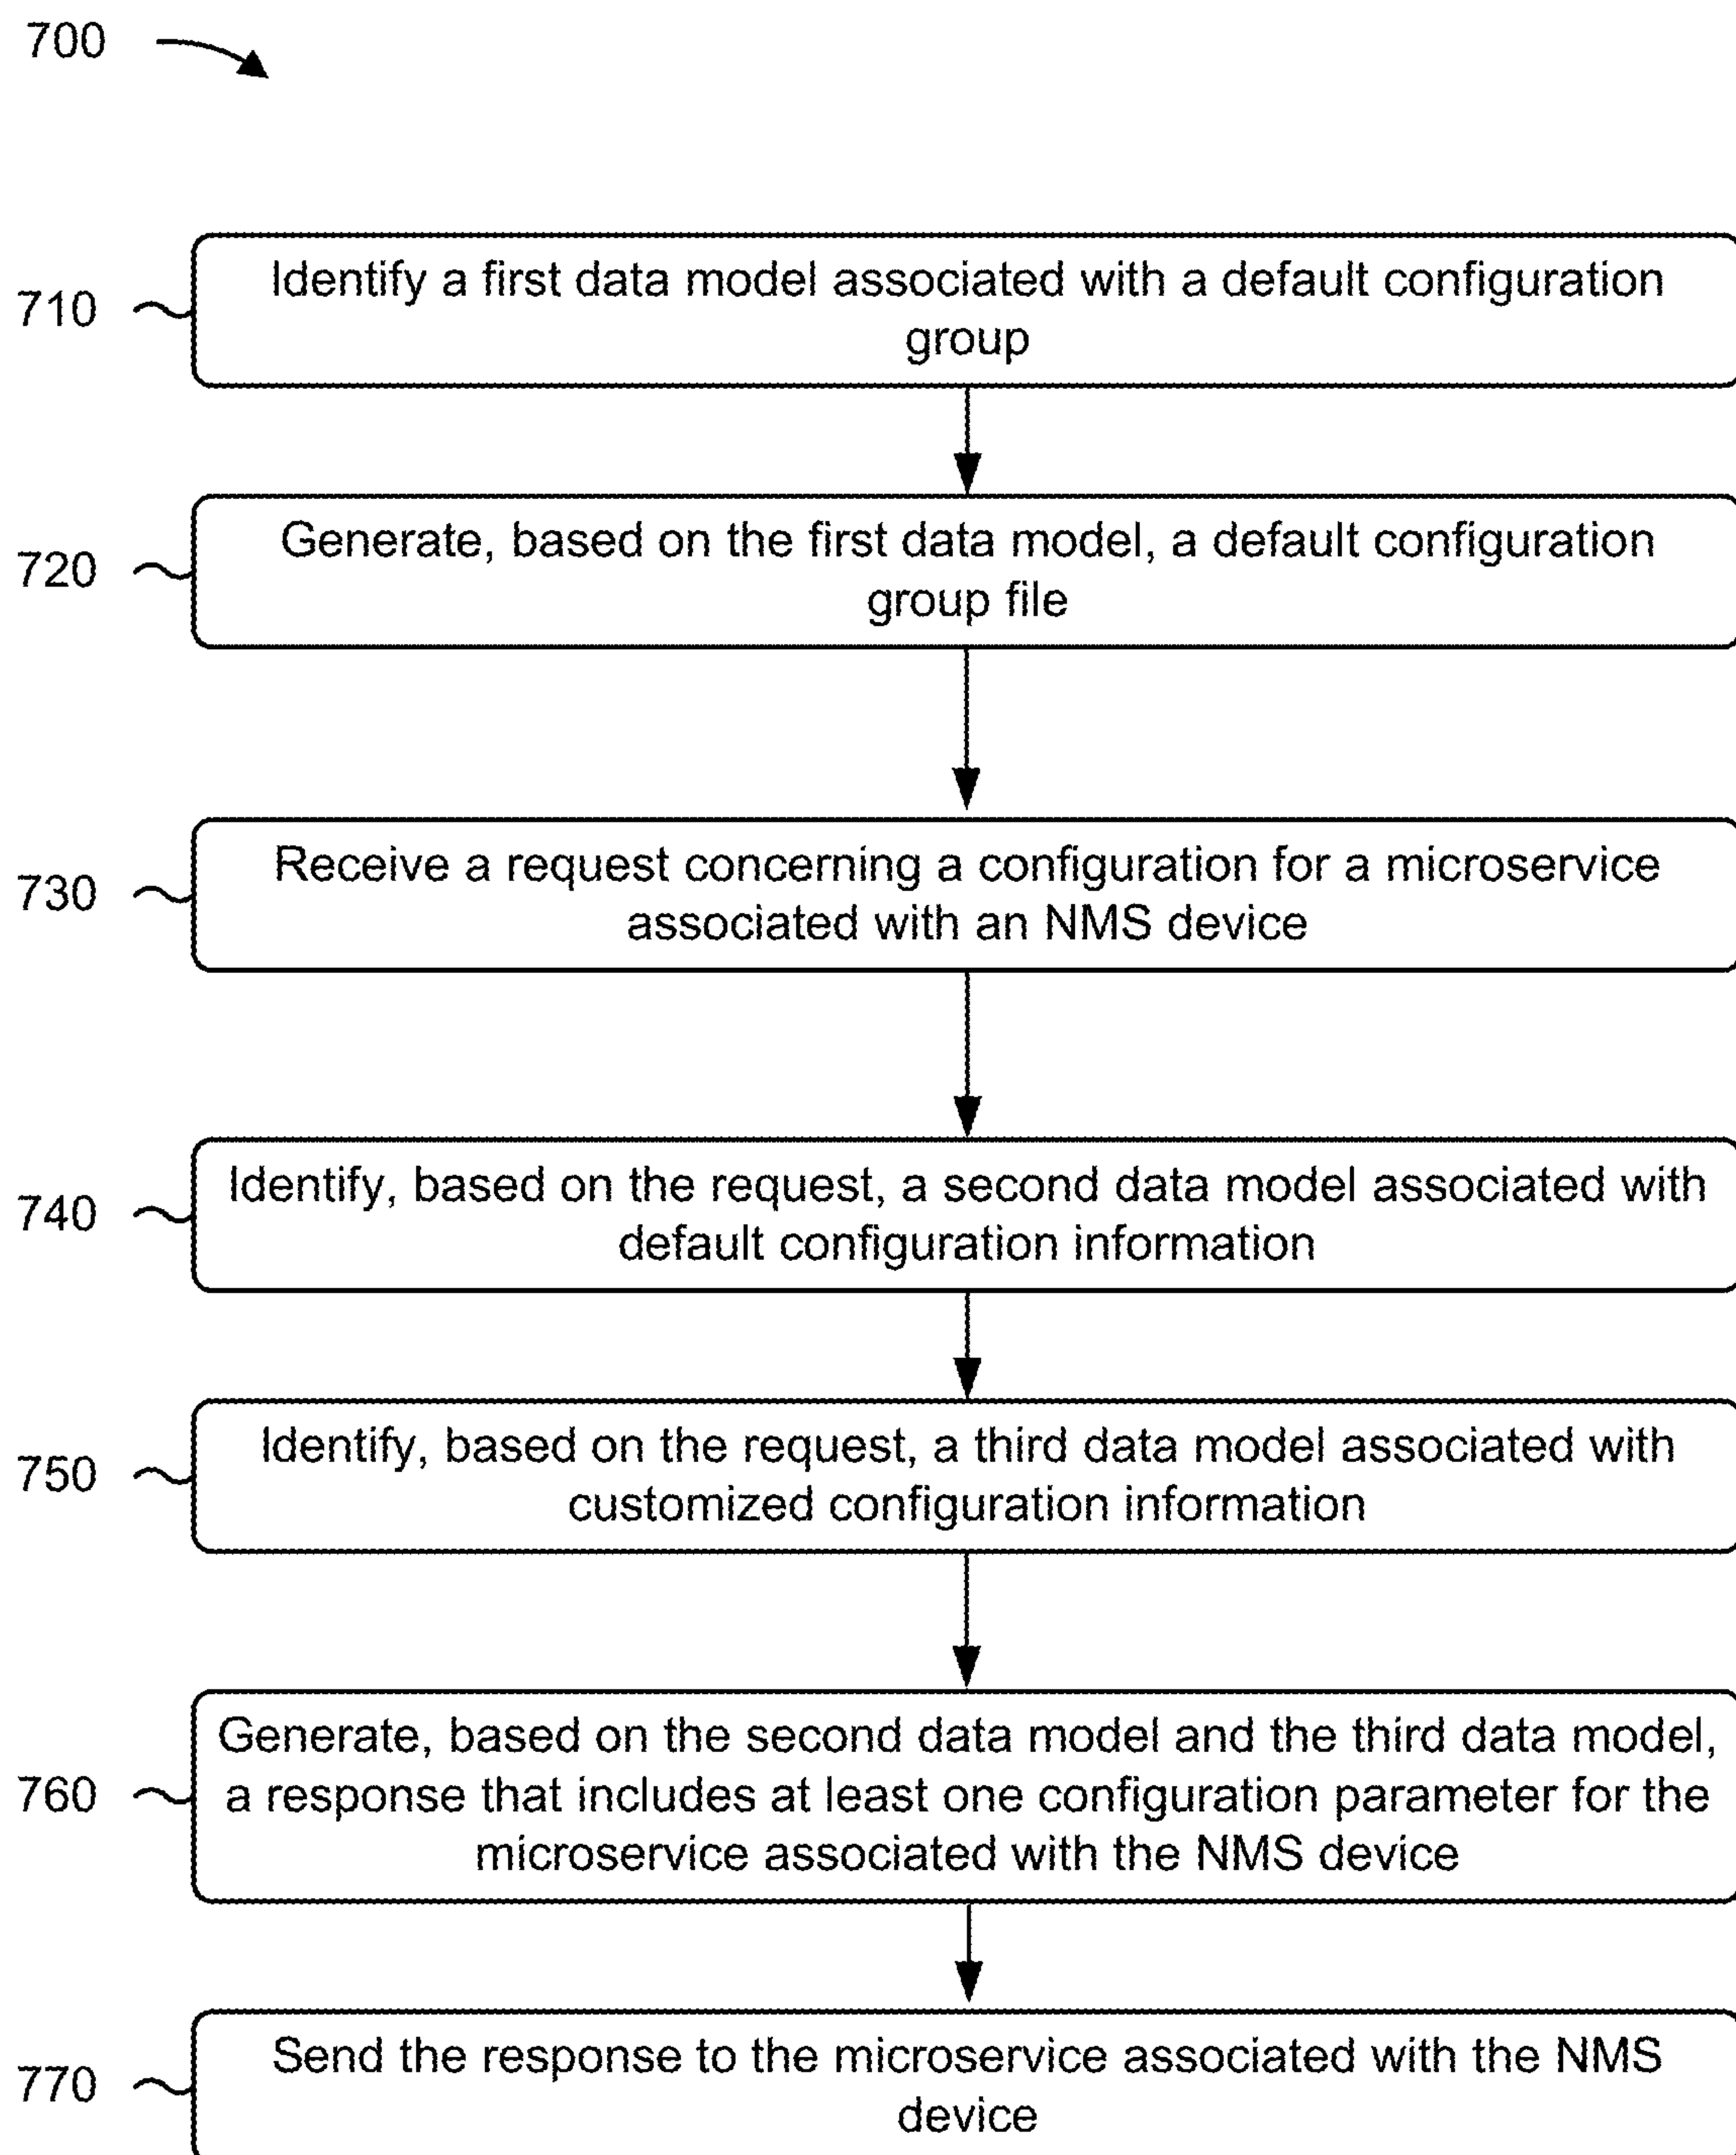 700
710
Identify a first data model associated with a default configuration
group
720
Generate, based on the first data model, a default configuration
group file
730
Receive a request concerning a configuration for a microservice
associated with an NMS device
740
Identify, based on the request, a second data model associated with
default configuration information
750
Identify, based on the request, a third data model associated with
customized configuration information
760
Generate, based on the second data model and the third data model,
a response that includes at least one configuration parameter for the
microservice associated with the NMS device
770
Send the response to the microservice associated with the NMS
device